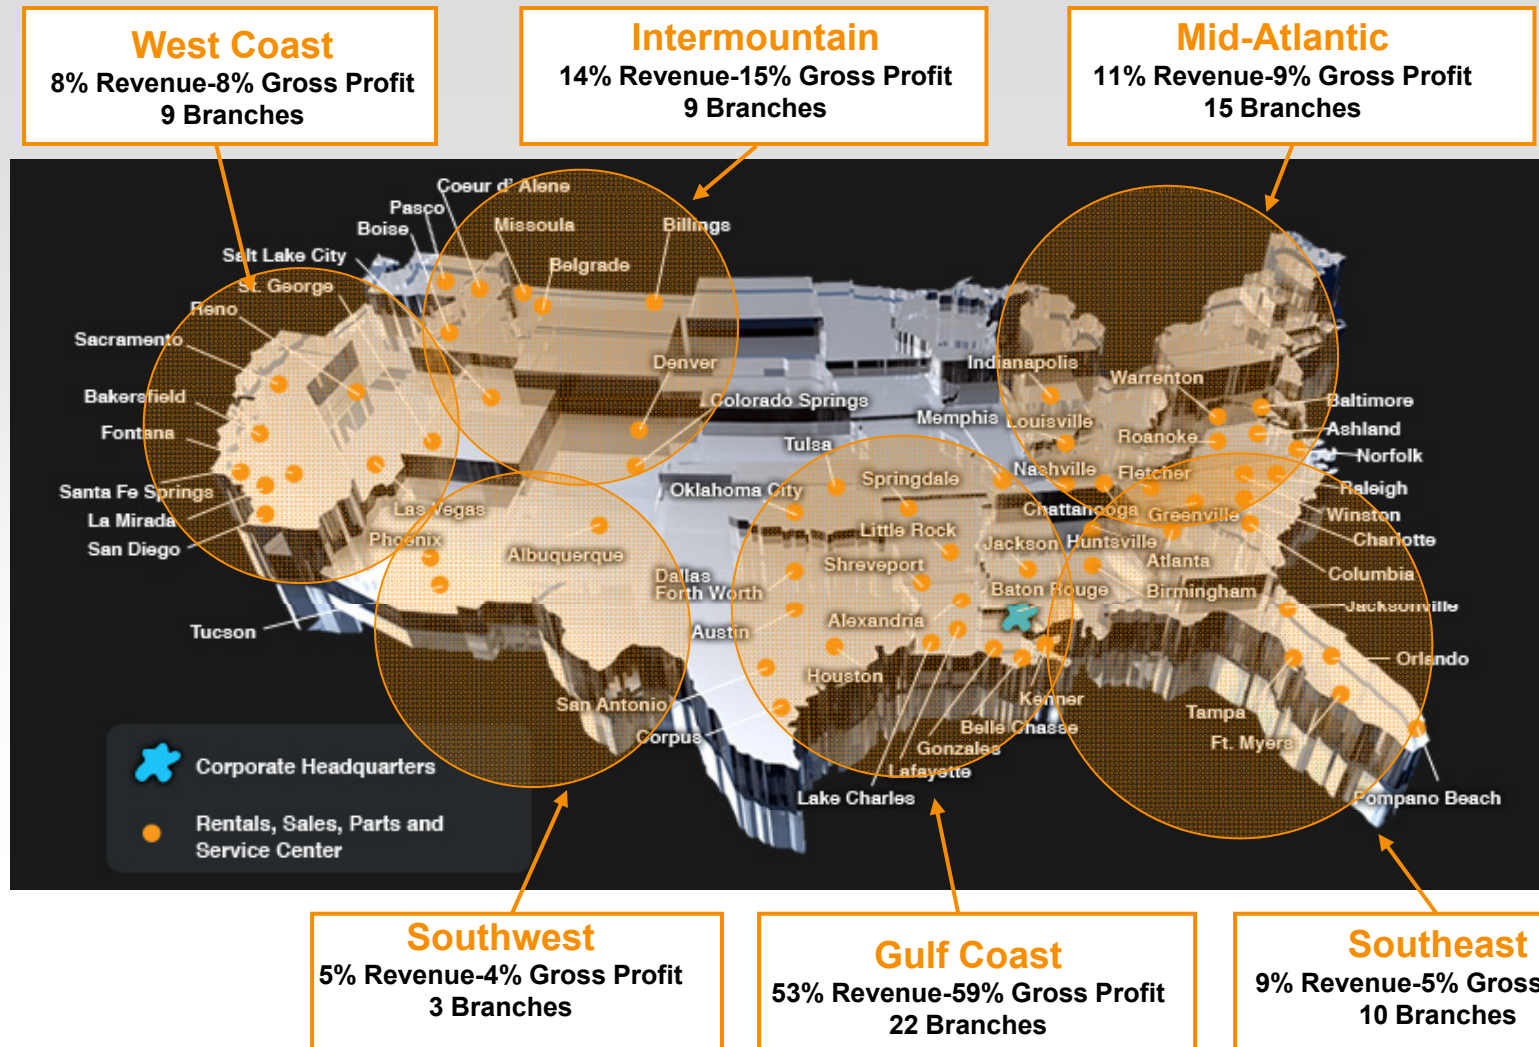 West Coast
8% Revenue-8% Gross Profit
9 Branches
Intermountain
14% Revenue-15% Gross Profit
9 Branches
Mid-Atlantic
11% Revenue-9% Gross Profit
15 Branches
Coeur d' Alene
Pasco
Boise
Missoula
Billings
Salt Lake City
Belgrade
St. George
Reno
Sacramento
Denver
Indianapolis
Warrenton
Bakersfield
Colorado Springs
Baltimore
Memphis
Louisville
Fontana
Tulsa
Roanoke
Ashland
Norfolk
Santa Fe Springs
Oklahoma City
Springdale
Nashville
Fletcher
Raleigh
La Mirada
Las Vegas
Chattanooga
Greenville
Winston
San Diego
Phoenix
Albuquerque
Little Rock
Jackson
Huntsville
Charlotte
Shreveport
Atlanta
Dallas
Forth Worth
Baton Rouge
Birmingham
Columbia
Tucson
Austin
Alexandria
Jacksonville
Houston
Orlando
San Antonio
Kenner
Tampa
Corpus
Belle Chasse
Ft. Myers
Gonzales
Lafayette
Lake Charles
Pompano Beach
Corporate Headquarters
Rentals, Sales, Parts and
Service Center
Southwest
5% Revenue-4% Gross Profit
3 Branches
Gulf Coast
53% Revenue-59% Gross Profit
22 Branches
Southeast
9% Revenue-5% Gross
10 Branches